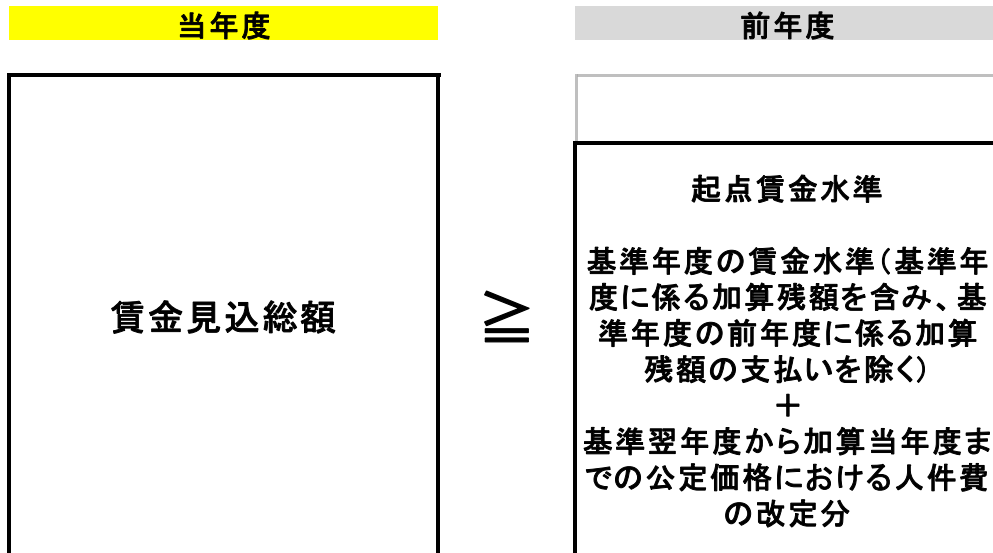 当年度
前年度
賃金見込総額
≧
起点賃金水準
基準年度の賃金水準（基準年
度に係る加算残額を含み、基
準年度の前年度に係る加算
残額の支払いを除く）
＋
基準翌年度から加算当年度ま
での公定価格における人件費
の改定分